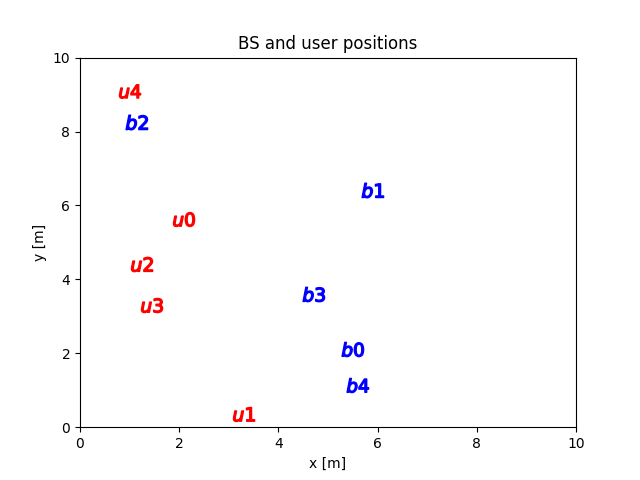 BS and user positions
10
u4
b2
8
b1
6
u0
y [m]
u2
4
b3
u3
b0
2
b4
u1
0
0 2 4 6 8 10
x [m]